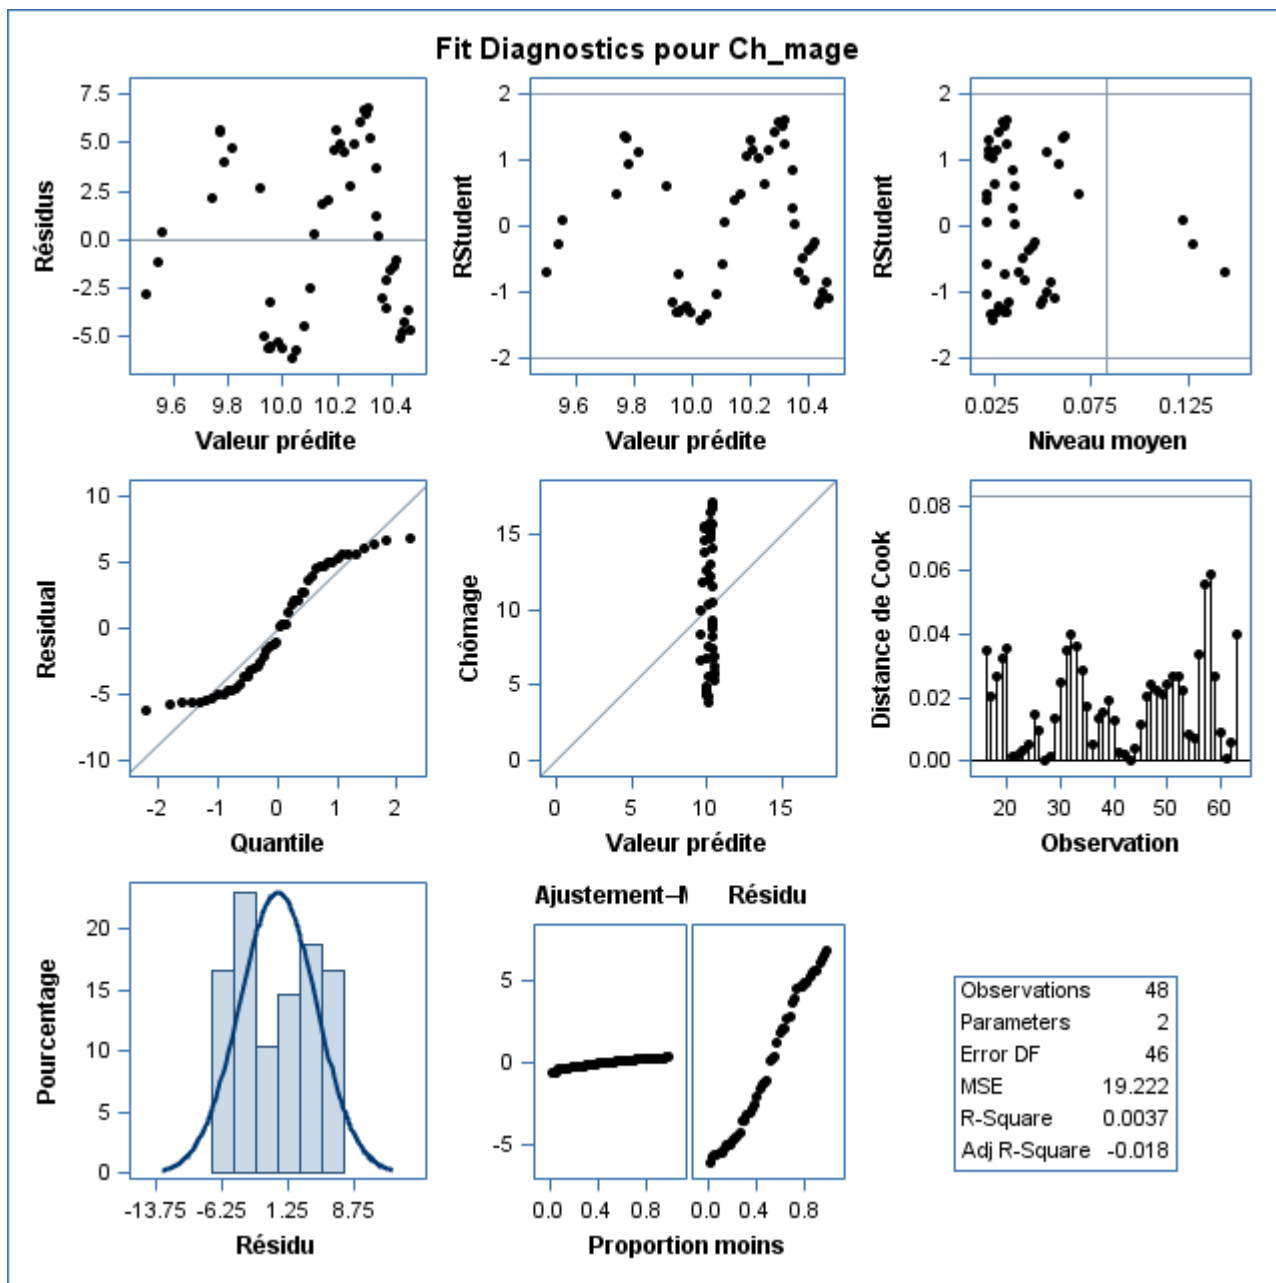 Fit Diagnostics pour Ch_mage
7.5
5.0
2.5
0.0
-2.5
-5.0
Résidus
9.6 9.8 10.0 10.2 10.4
Valeur prédite
2
1
0
-1
-2
RStudent
9.6 9.8 10.0 10.2 10.4
Valeur prédite
2
1
0
-1
-2
RStudent
0.025 0.075 0.125
Niveau moyen
10
5
0
-5
-10
Residual
-2 -1 0 1 2
Quantile
15
10
5
0
Chômage
0 5 10 15
Valeur prédite
0.08
0.06
0.04
0.02
0.00
Distance de Cook
20 30 40 50 60
Observation
20
15
10
5
0
Pourcentage
-13.75 -6.25 1.25 8.75
Résidu
Ajustement–M Résidu
5
0
-5
0.0 0.4 0.8 0.0 0.4 0.8
Proportion moins
Observations 48
Parameters 2
Error DF 46
MSE 19.222
R-Square 0.0037
Adj R-Square -0.018